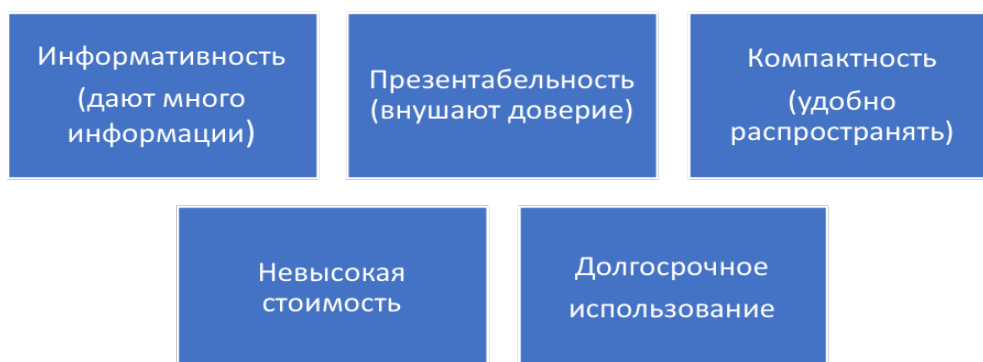 Информативность
(дают много
информации)
Презентабельность
(внушают доверие)
Компактность
(удобно
распространять)
Невысокая
стоимость
Долгосрочное
использование